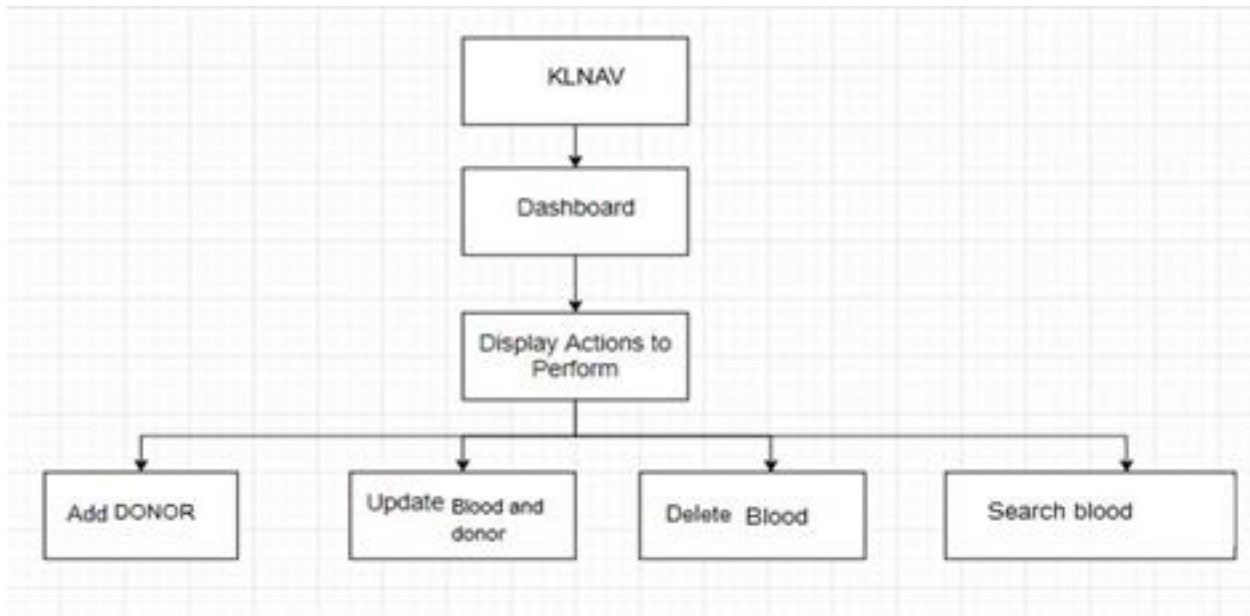 KLNAV
Dashboard
Display Actions to
Perform
Add DONOR
Update Blood and
donor
Delete Blood
Search blood